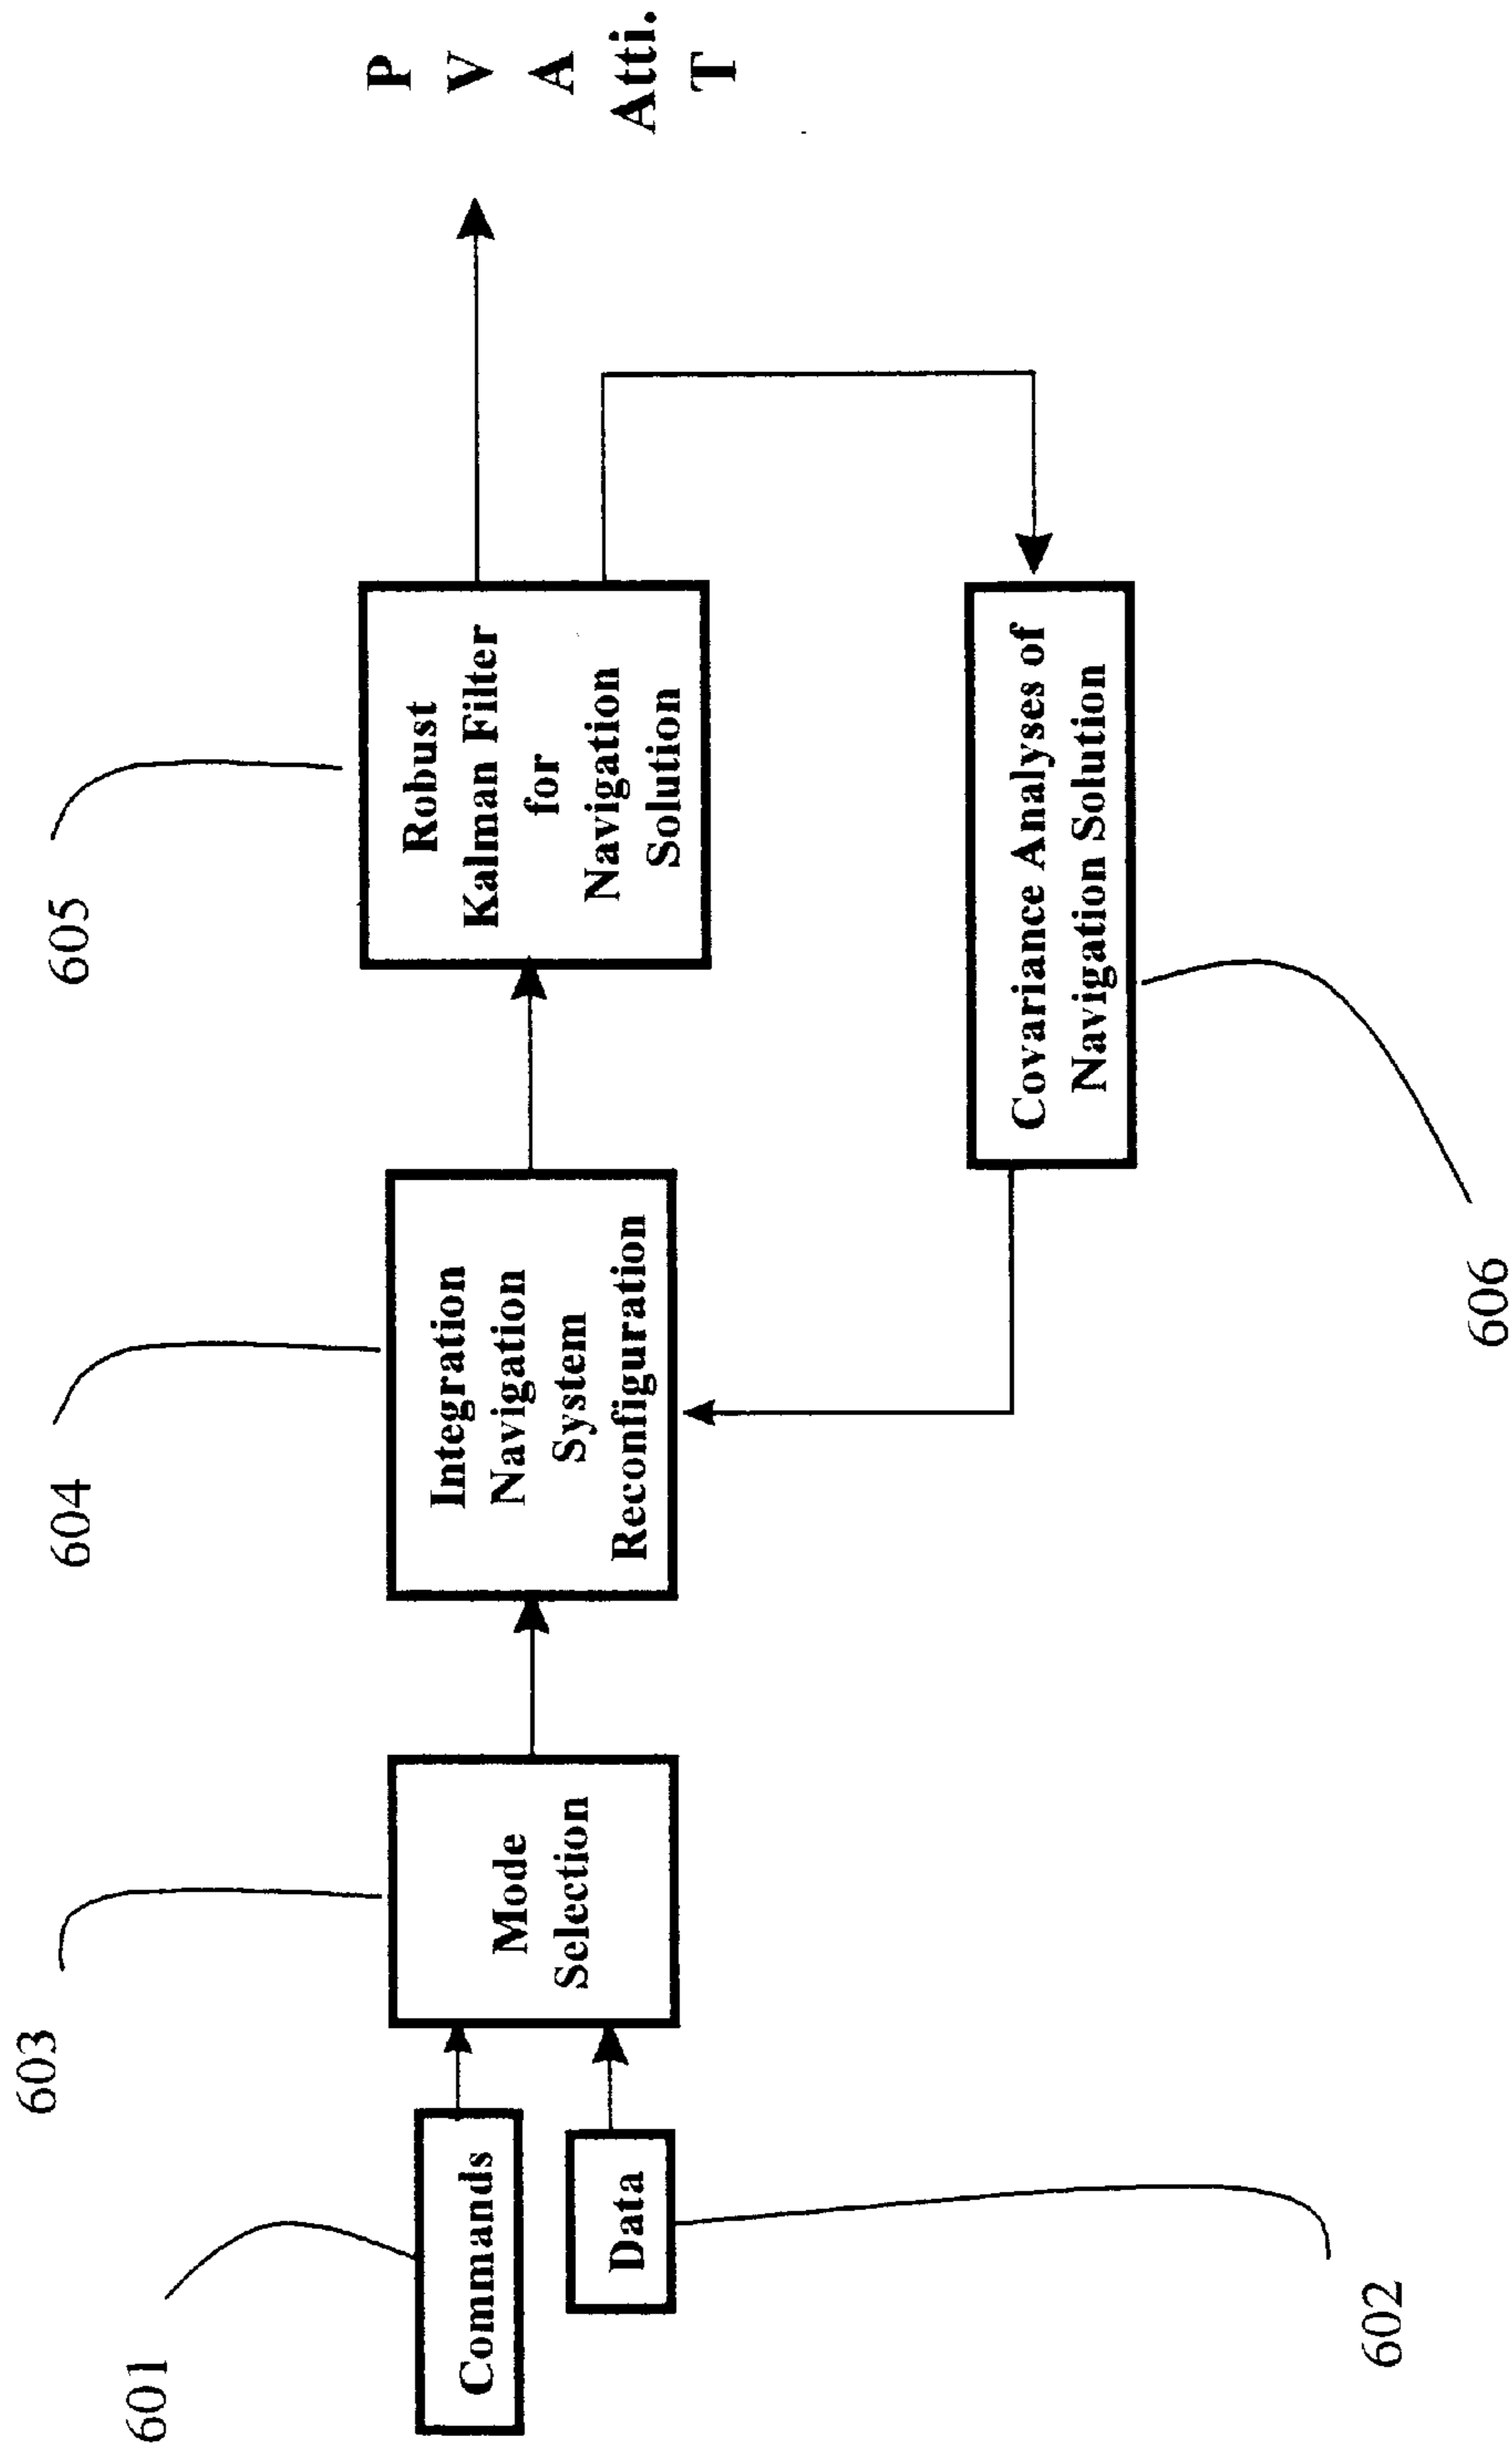 601
Commands
Data
602
603
Mode
Selection
604
Integration
Navigation
System
Reconfiguration
605
Robust
Kalman Filter
for
Navigation
Solution
Covariance Analyses of
Navigation Solution
606
P
V
A
Atti.
T